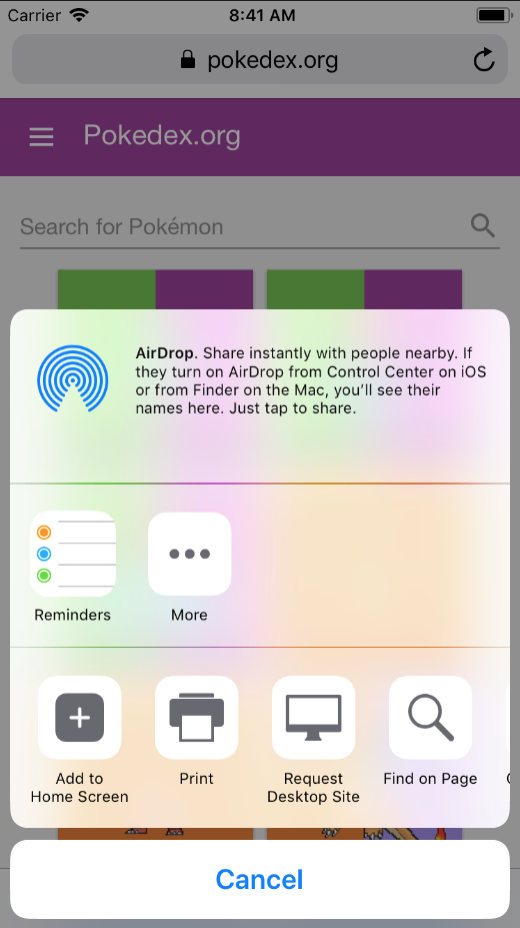 Carrier 8:41 AM
pokedex.org
Pokedex.org
Search for Pokémon
AirDrop. Share instantly with people nearby. If
they turn on AirDrop from Control Center on iOS
or from Finder on the Mac, you’ll see their
names here. Just tap to share.
Reminders
More
Add to
Home Screen
Print
Request
Desktop Site
Find on Page
Cancel